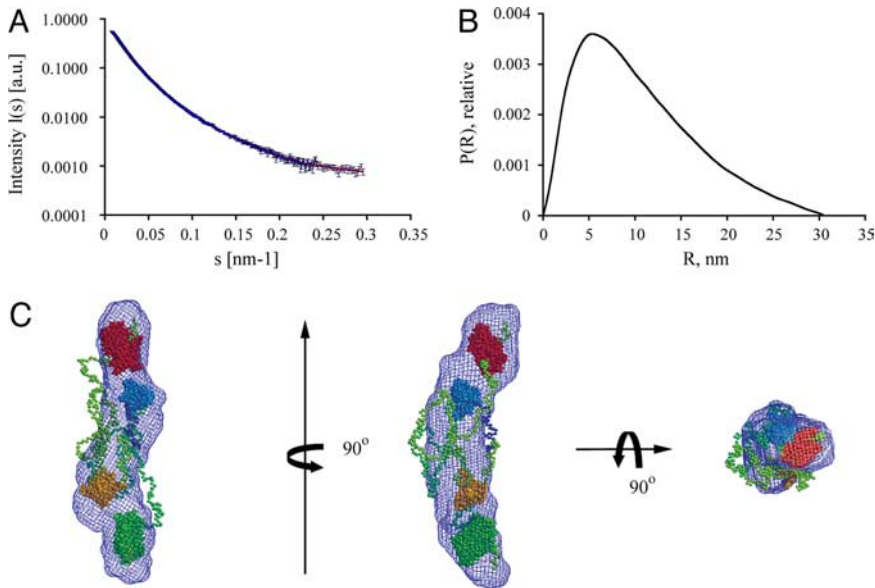 A
Intensity I(s) [a.u.]
1.0000
0.1000
0.0100
0.0010
0.0001
0 0.05 0.1 0.15 0.2 0.25 0.3 0.35
s [nm-1]
B
P(R), relative
0.004
0.003
0.002
0.001
0
0 5 10 15 20 25 30 35
R, nm
C
90°
90°